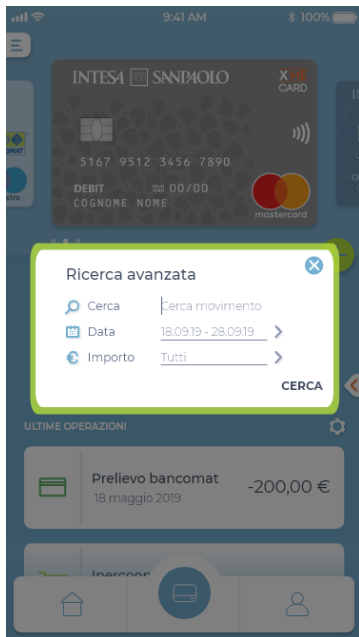 9:41 AM
100%
INTESA SANPAOLO
X
CARD
5167 9512 3456 7890
DEBIT 00/00
COGNOME NOME
mastercard
Ricerca avanzata
Cerca Cerca movimento
Data 18.09.19 - 28.09.19
Importo Tutti
CERCA
ULTIME OPERAZIONI
Prelievo bancomat
18 maggio 2019
-200,00 €